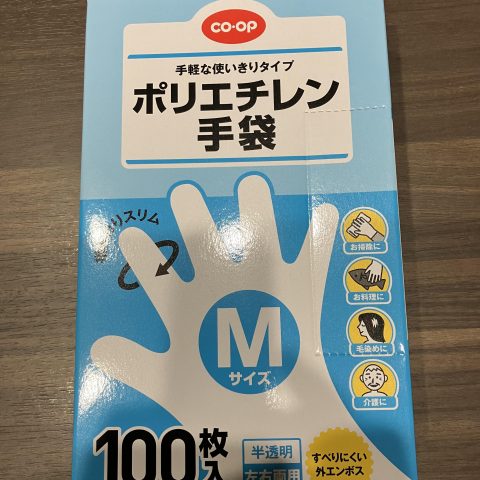 CO·OP
手軽な使いきりタイプ
ポリエチレン
手袋
りスリム
お掃除に
お料理に
毛染めに
介護に
M
サイズ
100枚入
半透明
左右両用
すべりにくい
外エンボス